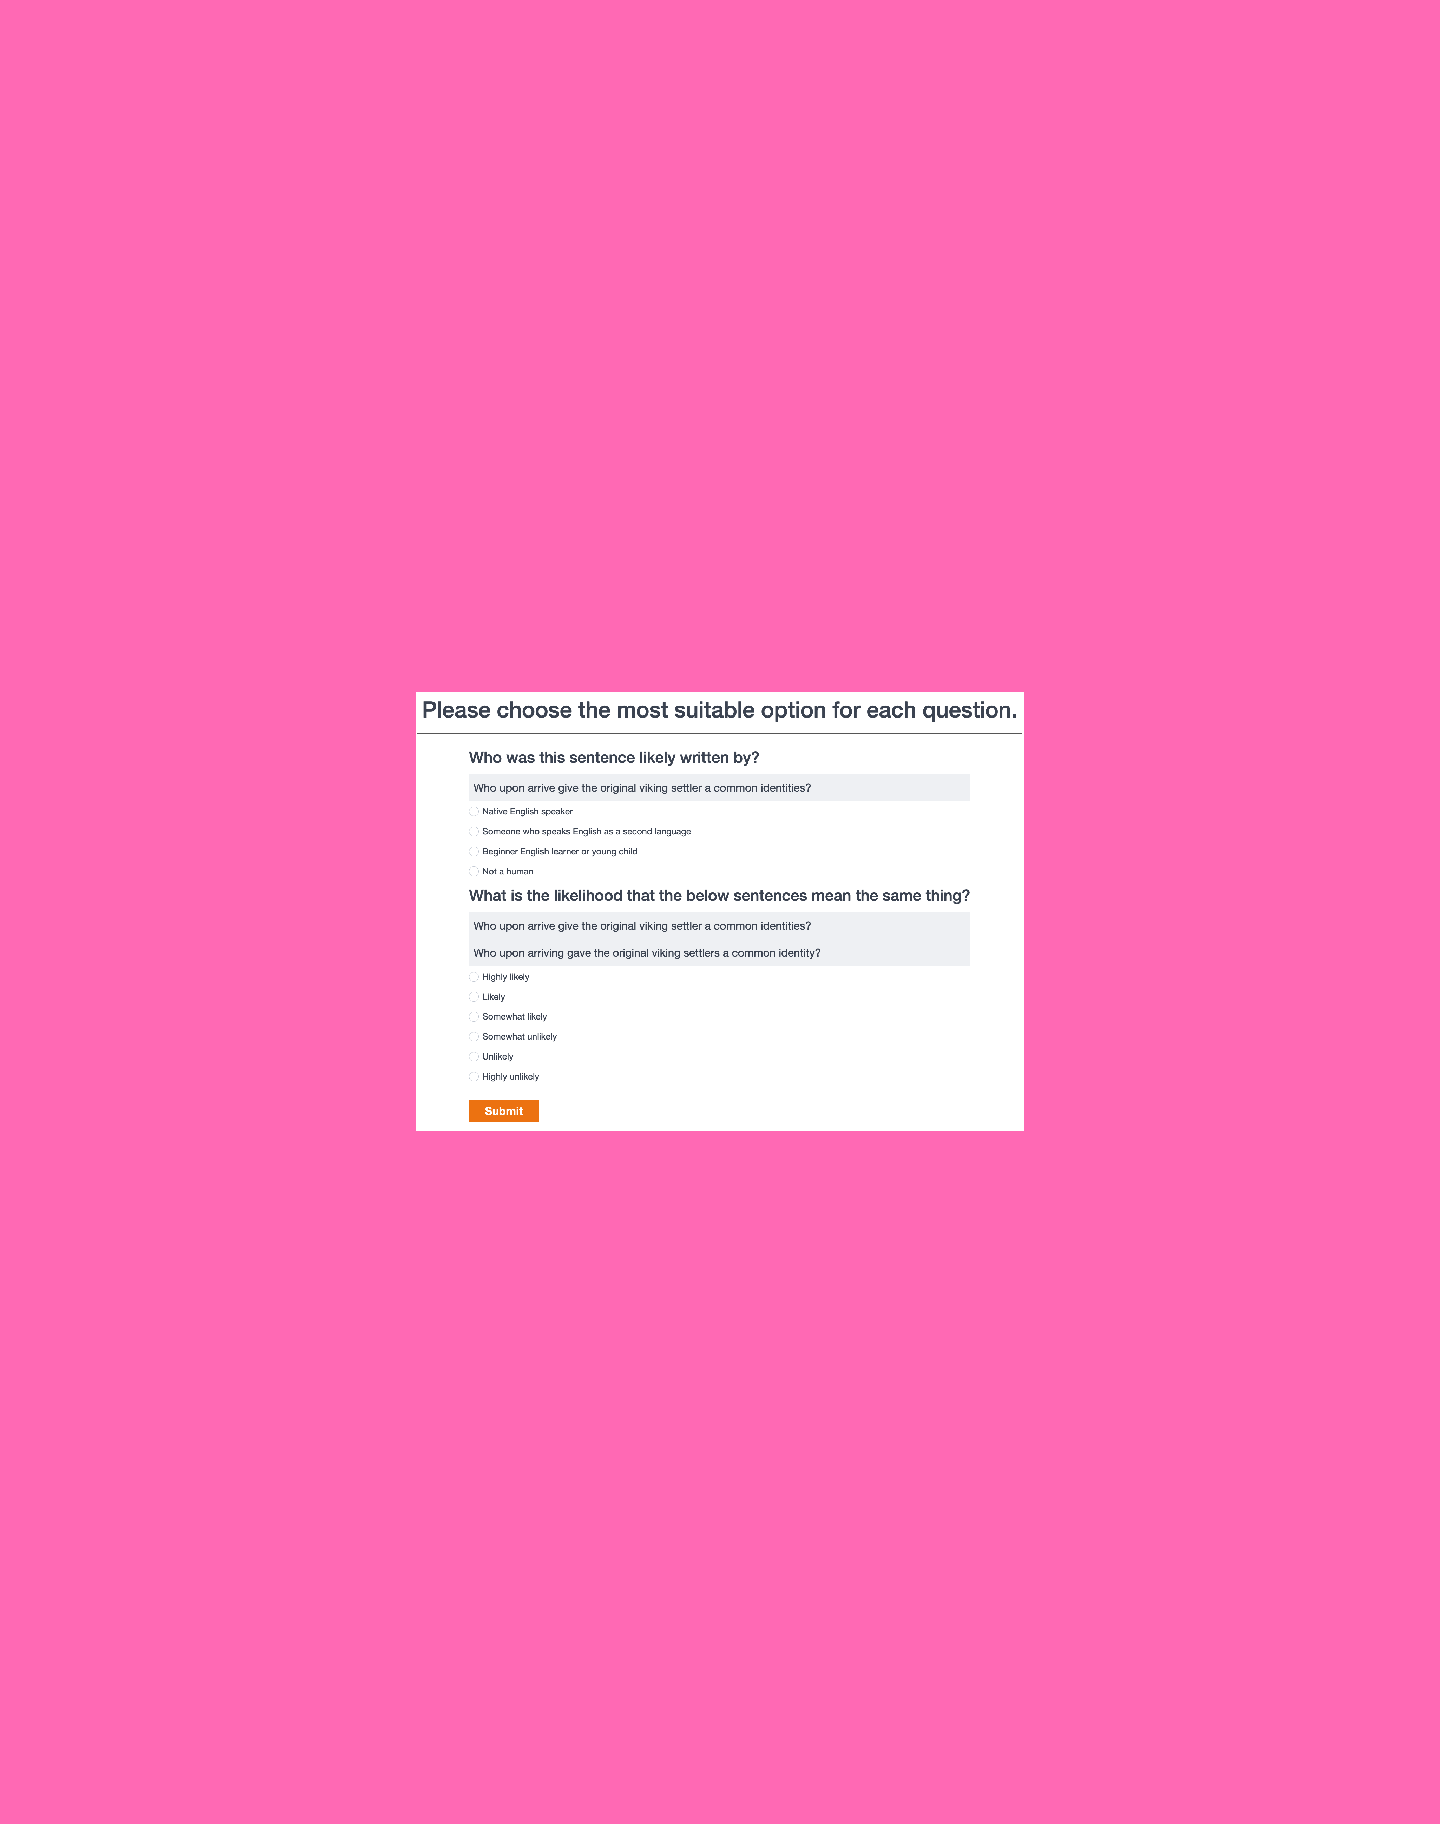 Please choose the most suitable option for each question.
Who was this sentence likely written by?
Who upon arrive give the original viking settler a common identities?
Native English speaker
Someone who speaks English as a second language
Beginner English learner or young child
Not a human
What is the likelihood that the below sentences mean the same thing?
Who upon arrive give the original viking settler a common identities?
Who upon arriving gave the original viking settlers a common identity?
Highly likely
Likely
Somewhat likely
Somewhat unlikely
Unlikely
Highly unlikely
Submit